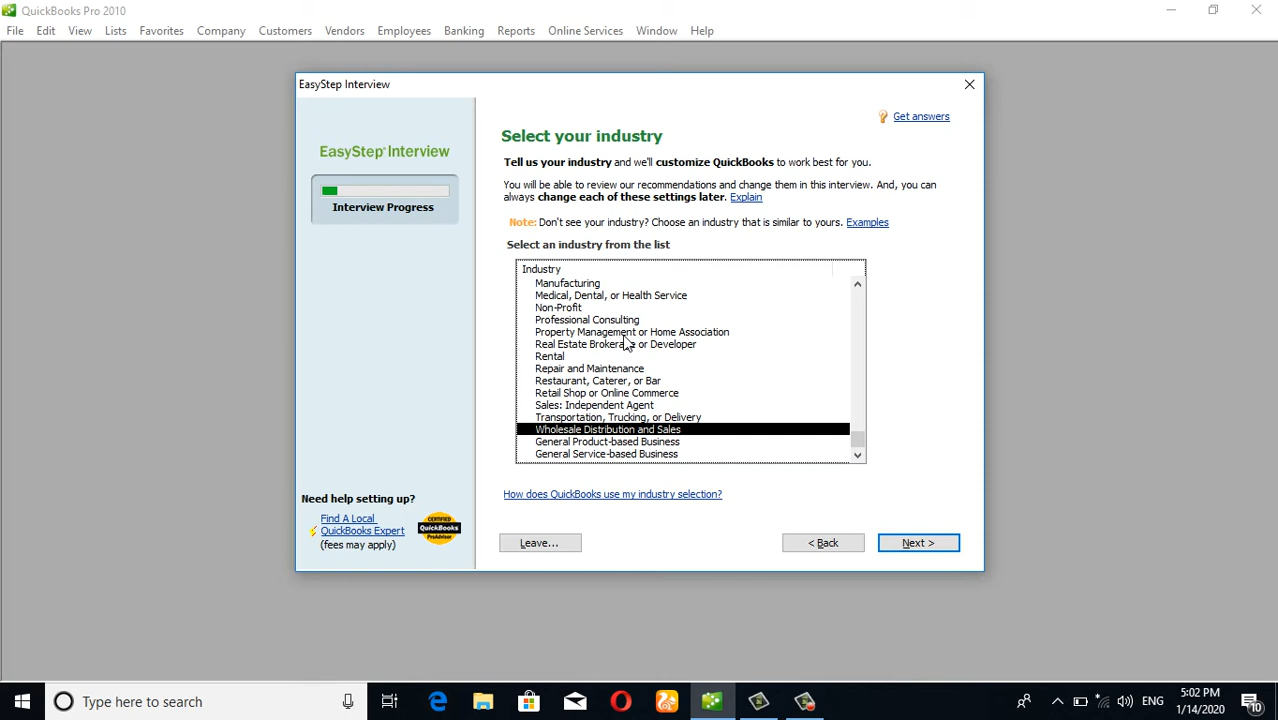 QuickBooks Pro 2010
File Edit View Lists Favorites Company Customers Vendors Employees Banking Reports Online Services Window Help
EasyStep Interview
Get answers
EasyStep Interview
Interview Progress
Select your industry
Tell us your industry and we'll customize QuickBooks to work best for you.
You will be able to review our recommendations and change them in this interview. And, you can
always change each of these settings later. Explain
Note: Don't see your industry? Choose an industry that is similar to yours. Examples
Select an industry from the list
Industry
Manufacturing
Medical, Dental, or Health Service
Non-Profit
Professional Consulting
Property Management or Home Association
Real Estate Brokerage or Developer
Rental
Repair and Maintenance
Restaurant, Caterer, or Bar
Retail Shop or Online Commerce
Sales: Independent Agent
Transportation, Trucking, or Delivery
Wholesale Distribution and Sales
General Product-based Business
General Service-based Business
How does QuickBooks use my industry selection?
Need help setting up?
Find A Local
QuickBooks Expert
(fees may apply)
CERTIFIED
QuickBooks
ProAdvisor
Leave...
< Back
Next >
Type here to search
ENG
5:02 PM
1/14/2020
10